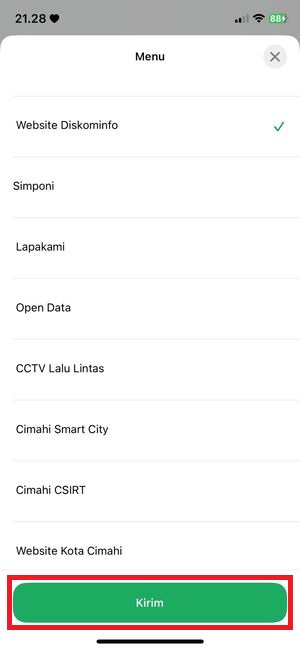 21.28
88
Menu
Website Diskominfo
Simponi
Lapakami
Open Data
CCTV Lalu Lintas
Cimahi Smart City
Cimahi CSIRT
Website Kota Cimahi
Kirim